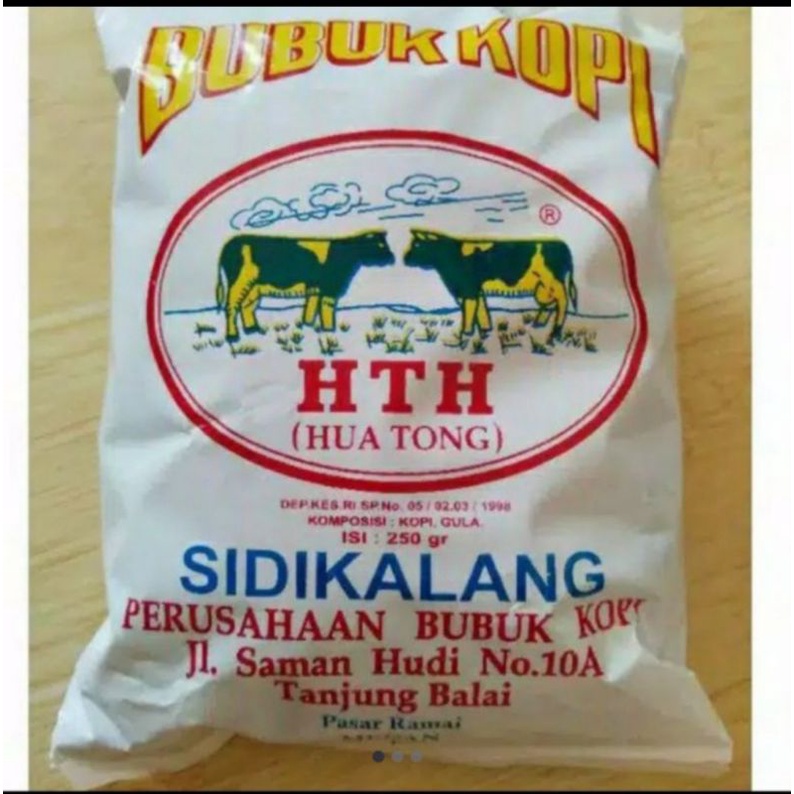 BUBUK KOPI
®
HTH
(HUA TONG)
DEP.KES.RI.SP.No. 05 / 02.03 / 1998
KOMPOSISI : KOPI, GULA.
ISI : 250 gr
SIDIKALANG
PERUSAHAAN BUBUK KOPI
Jl. Saman Hudi No.10A
Tanjung Balai
Pasar Ramai